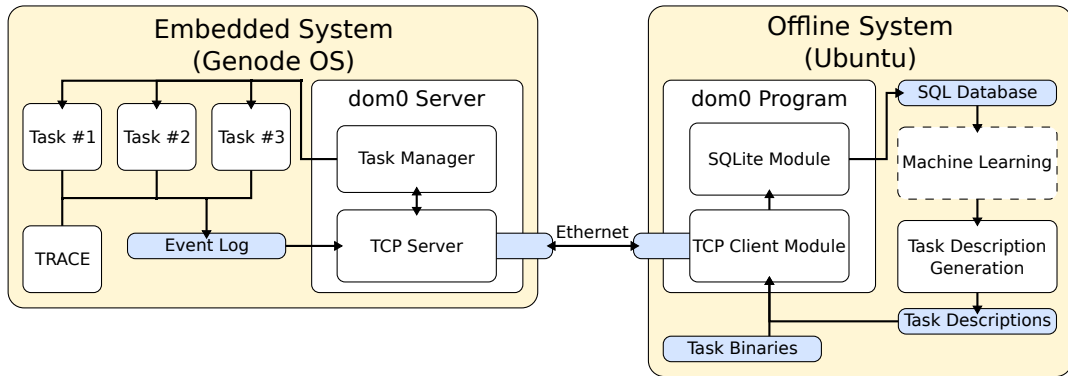 Embedded System
(Genode OS)
dom0 Server
Task #1
Task #2
Task #3
Task Manager
TRACE
Event Log
TCP Server
Ethernet
Offline System
(Ubuntu)
dom0 Program
SQL Database
SQLite Module
Machine Learning
TCP Client Module
Task Description
Generation
Task Descriptions
Task Binaries